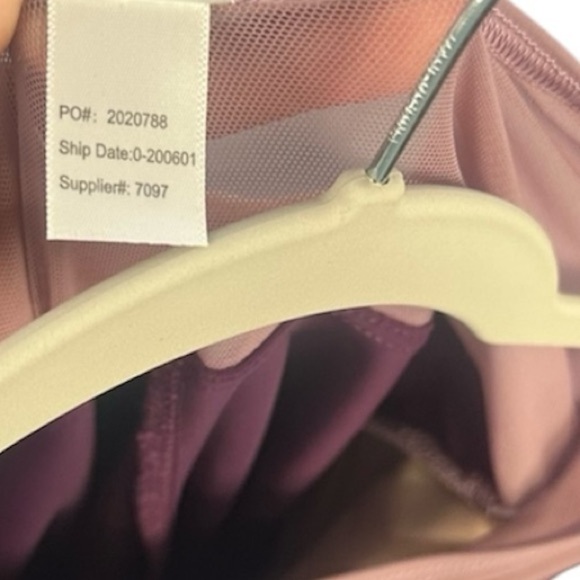 PO#: 2020788
Ship Date:0-200601
Supplier#: 7097